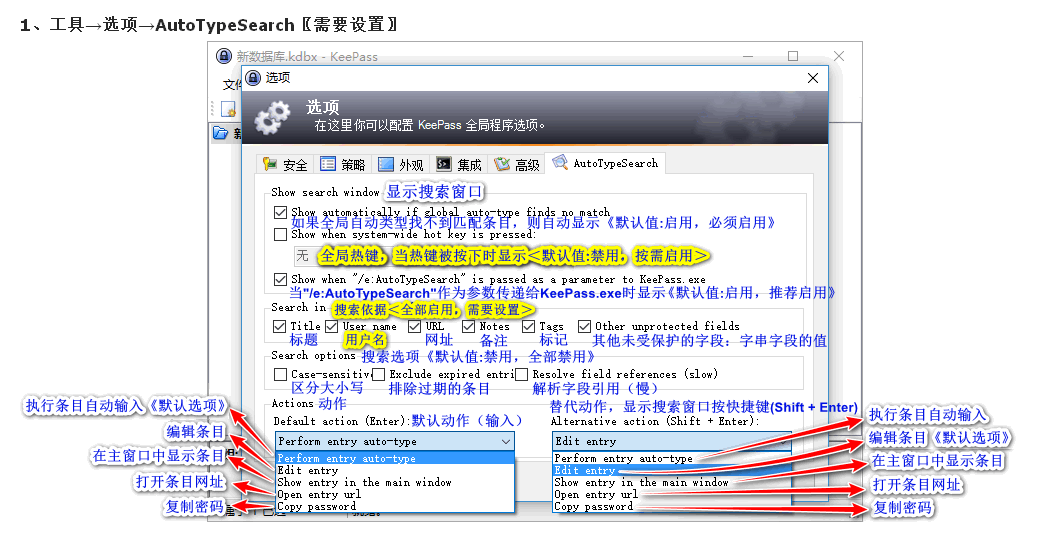 1、工具→选项→AutoTypeSearch〖需要设置〗
新数据库.kdbx - KeePass
选项
文件
选项
在这里你可以配置 KeePass 全局程序选项。
新
安全 策略 外观 集成 高级 AutoTypeSearch
Show search window 显示搜索窗口
Show automatically if global auto-type finds no match
如果全局自动类型找不到匹配条目，则自动显示《默认值:启用，必须启用》
Show when system-wide hot key is pressed:
无 全局热键，当热键被按下时显示＜默认值:禁用，按需启用＞
Show when "/e:AutoTypeSearch" is passed as a parameter to KeePass.exe
当"/e:AutoTypeSearch"作为参数传递给KeePass.exe时显示《默认值:启用，推荐启用》
Search in 搜索依据＜全部启用，需要设置＞
Title User name URL Notes Tags Other unprotected fields
标题 用户名 网址 备注 标记 其他未受保护的字段：字串字段的值
Search options 搜索选项《默认值:禁用，全部禁用》
Case-sensitive Exclude expired entri Resolve field references (slow)
区分大小写 排除过期的条目 解析字段引用（慢）
Actions 动作
替代动作，显示搜索窗口按快捷键(Shift + Enter)
Default action (Enter):默认动作（输入）
Alternative action (Shift + Enter):
执行条目自动输入《默认选项》
Perform entry auto-type
Edit entry
执行条目自动输入
编辑条目
Perform entry auto-type
Perform entry auto-type
编辑条目《默认选项》
在主窗口中显示条目
Edit entry
Edit entry
在主窗口中显示条目
打开条目网址
Show entry in the main window
Show entry in the main window
打开条目网址
Open entry url
Open entry url
复制密码
Copy password
Copy password
复制密码